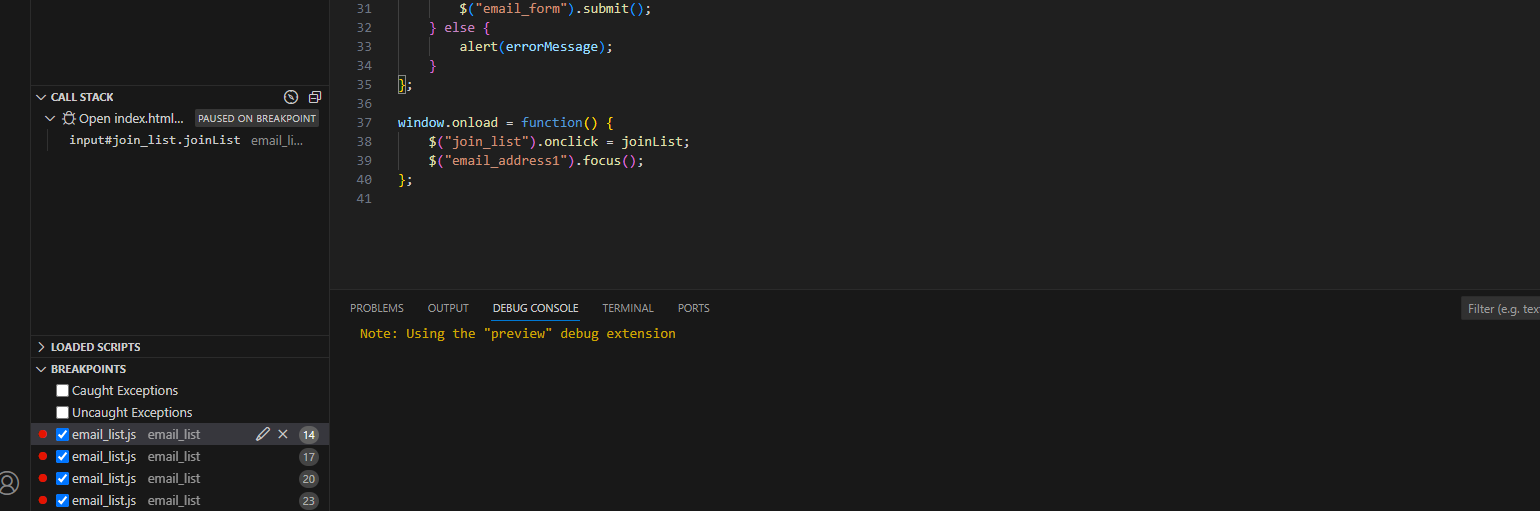 31 $("email_form").submit();
32 } else {
33 alert(errorMessage);
34 }
35 };
36
37 window.onload = function() {
38 $("join_list").onclick = joinList;
39 $("email_address1").focus();
40 };
41
CALL STACK
Open index.html... PAUSED ON BREAKPOINT
input#join_list.joinList email_li...
PROBLEMS OUTPUT DEBUG CONSOLE TERMINAL PORTS Filter (e.g. tex
Note: Using the "preview" debug extension
LOADED SCRIPTS
BREAKPOINTS
Caught Exceptions
Uncaught Exceptions
email_list.js email_list 14
email_list.js email_list 17
email_list.js email_list 20
email_list.js email_list 23